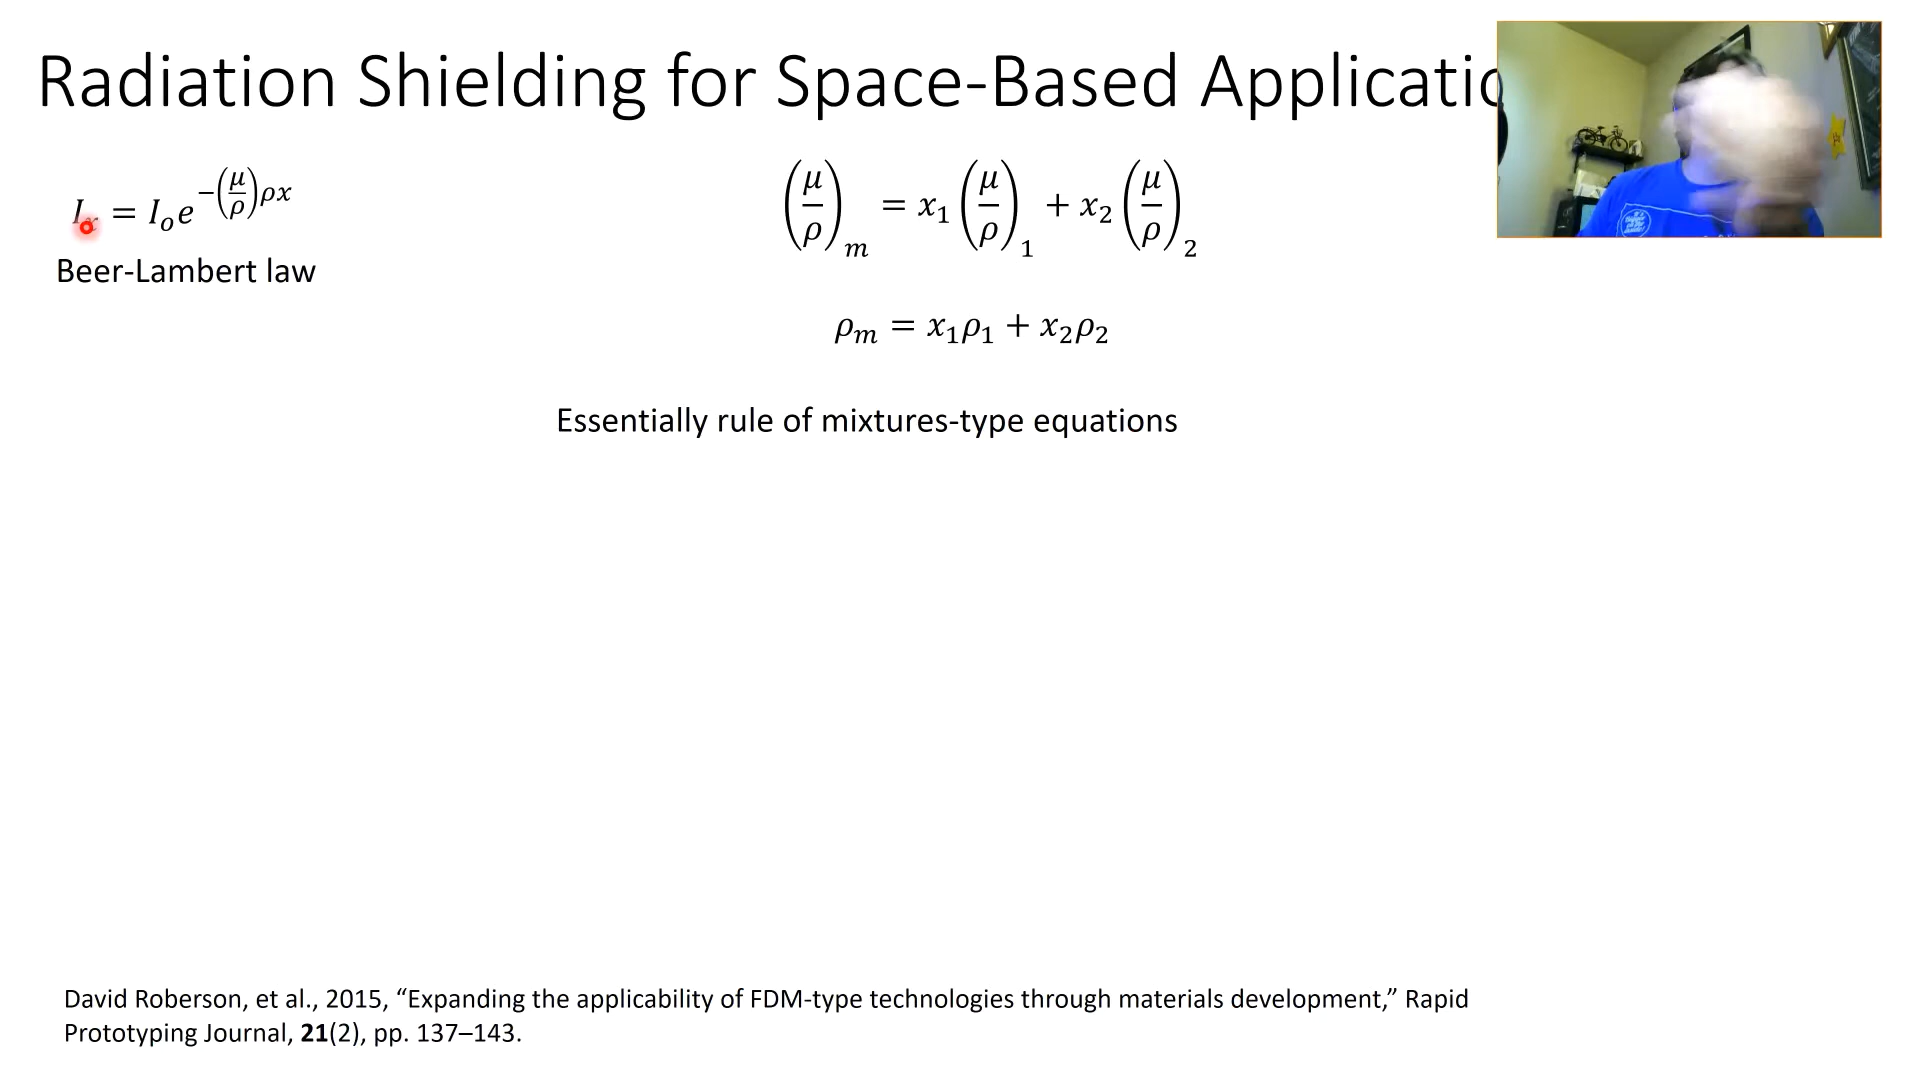 Radiation Shielding for Space-Based Applicatio
I = I_o e^{-(μ/ρ)ρx}
Beer-Lambert law
(μ/ρ)_m = x_1 (μ/ρ)_1 + x_2 (μ/ρ)_2
ρ_m = x_1ρ_1 + x_2ρ_2
Essentially rule of mixtures-type equations
David Roberson, et al., 2015, “Expanding the applicability of FDM-type technologies through materials development,” Rapid
Prototyping Journal, 21(2), pp. 137–143.